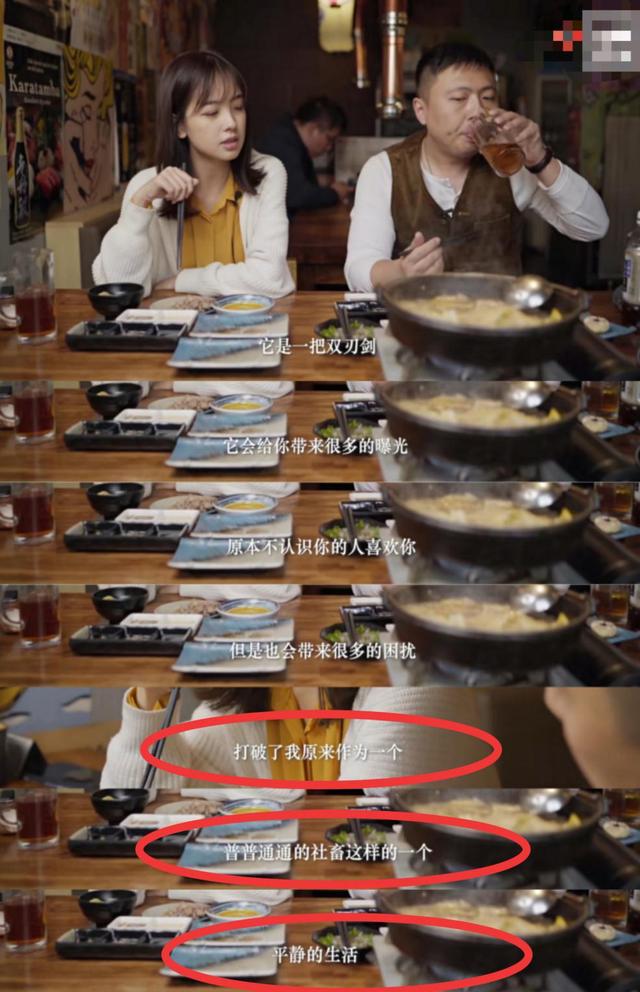 Karatamba
它是一把双刃剑
它会给你带来很多的曝光
原本不认识你的人喜欢你
但是也会带来很多的困扰
打破了我原来作为一个
普普通通的社畜这样的一个
平静的生活